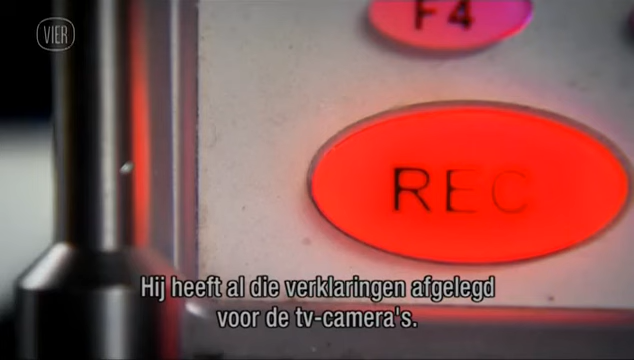 VIER
F4
REC
Hij heeft al die verklaringen afgelegd
voor de tv-camera's.